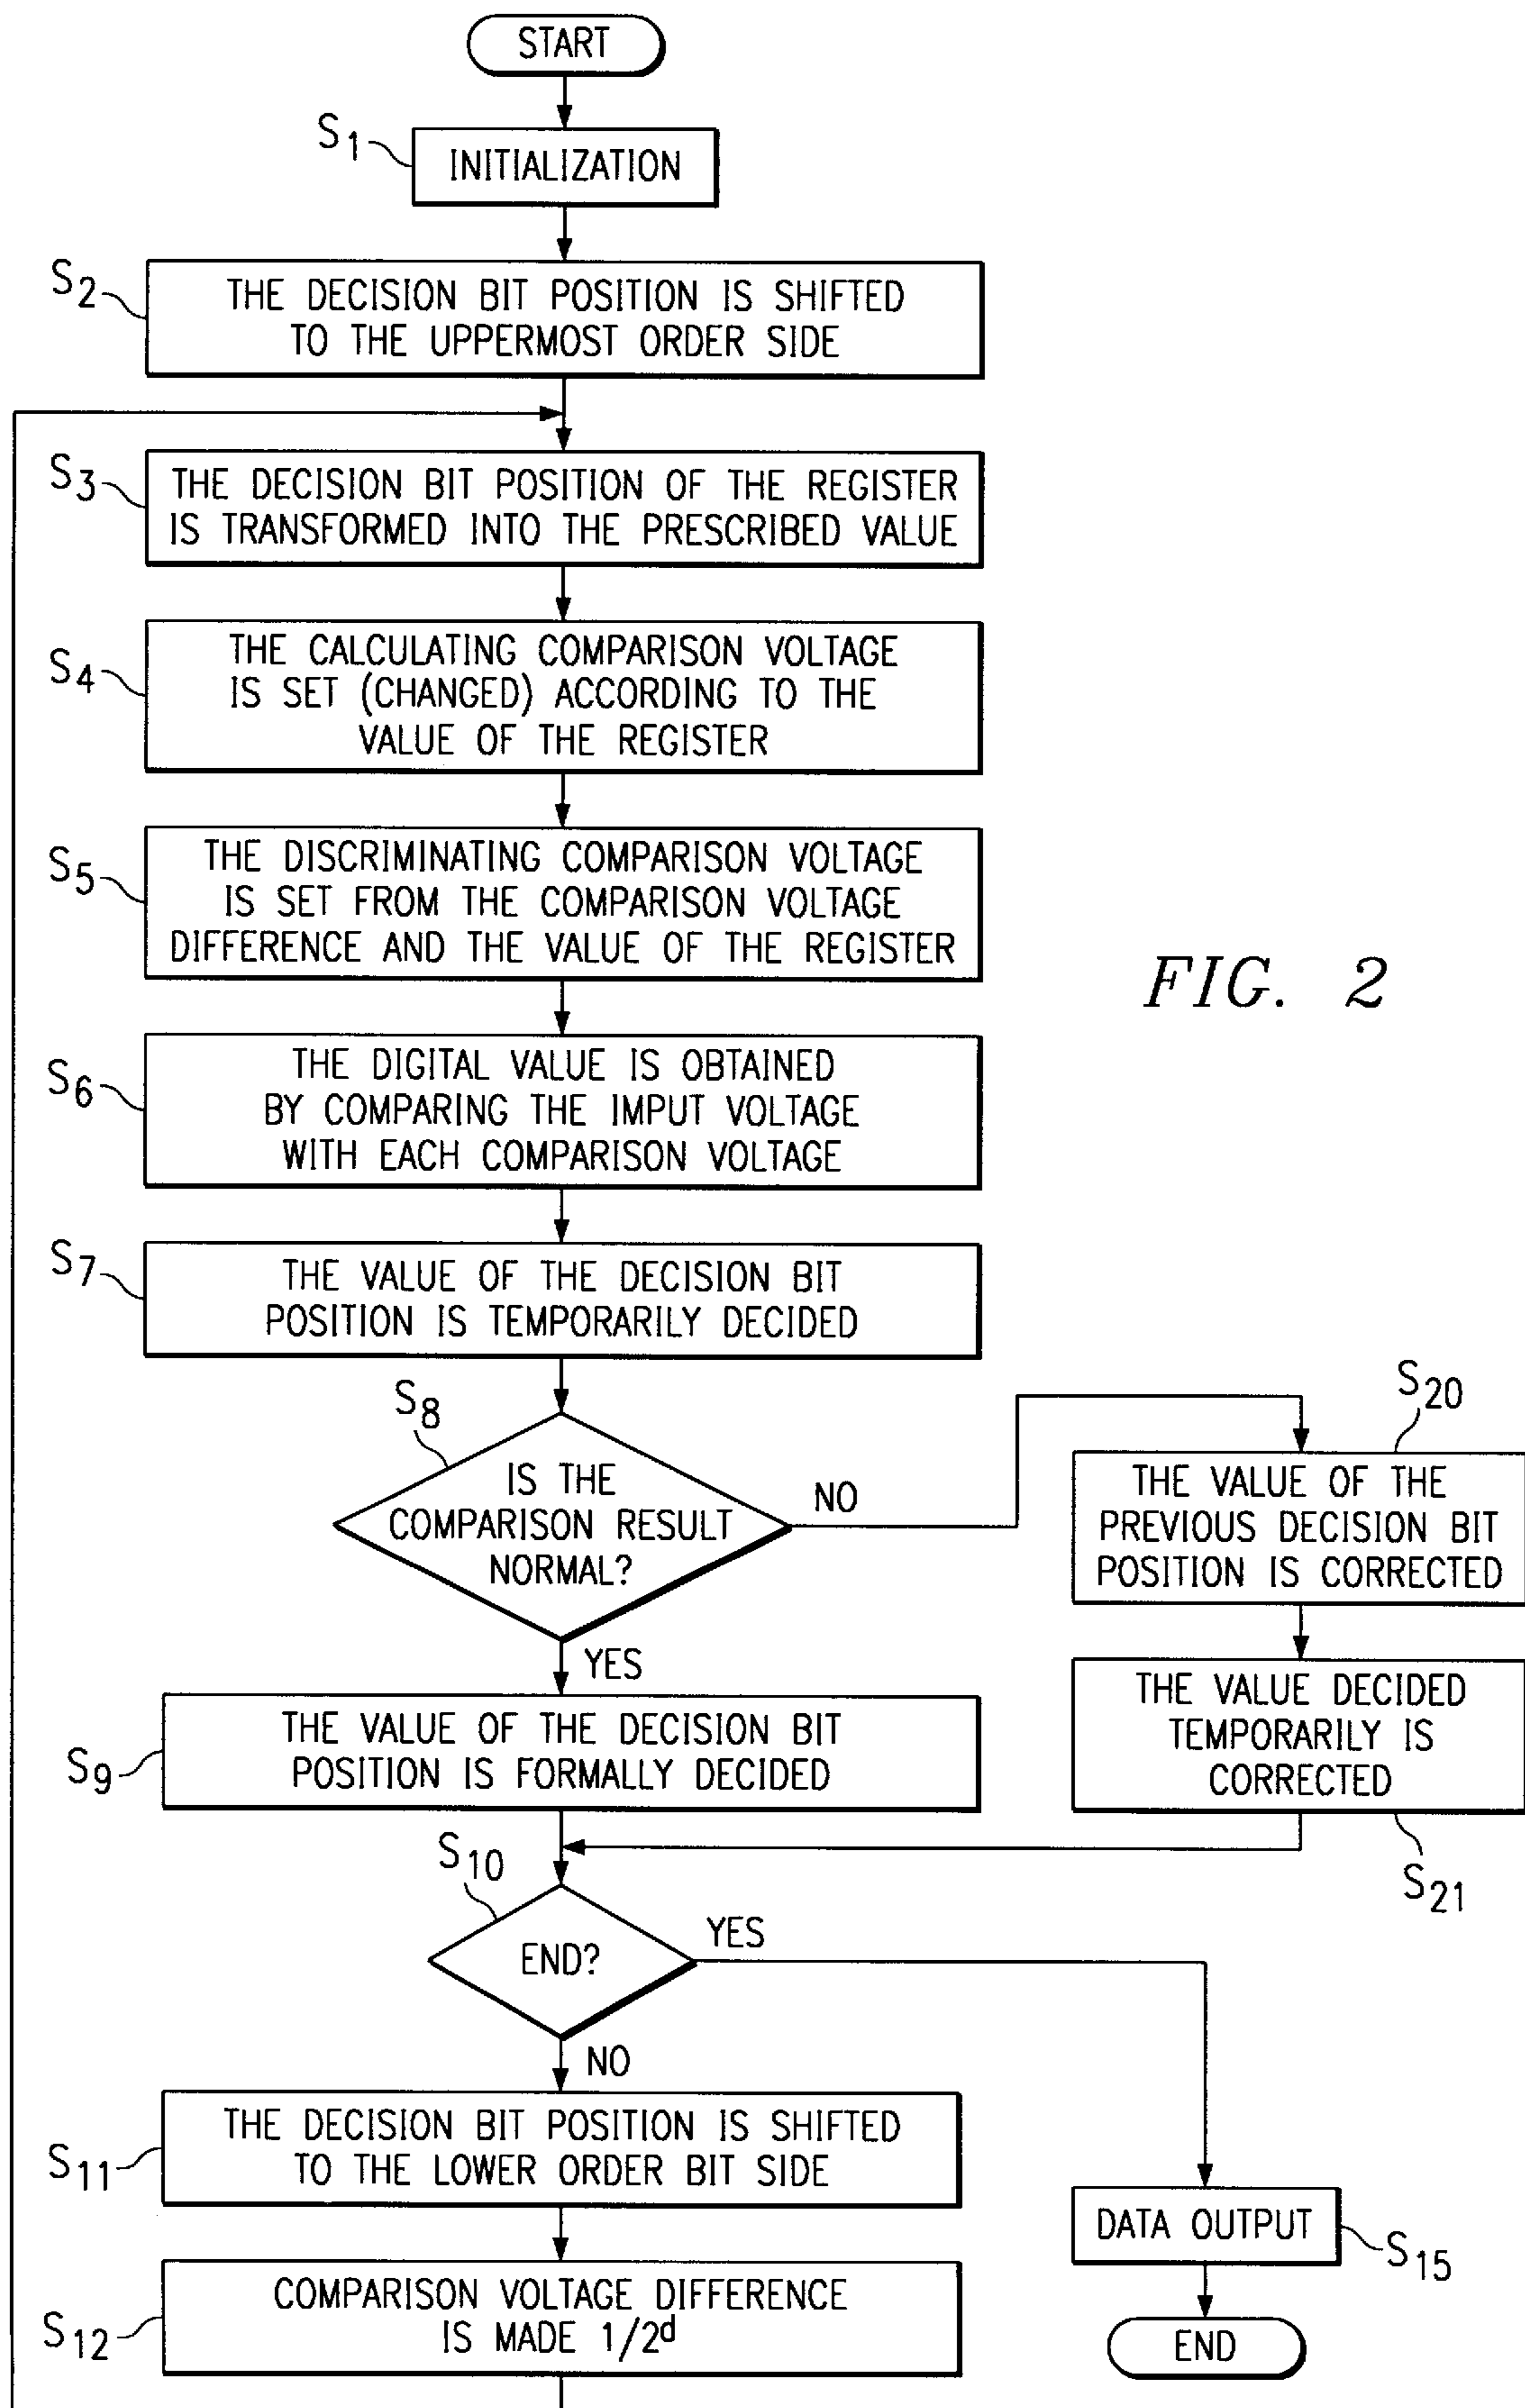 START
S1
INITIALIZATION
S2
THE DECISION BIT POSITION IS SHIFTED
TO THE UPPERMOST ORDER SIDE
S3
THE DECISION BIT POSITION OF THE REGISTER
IS TRANSFORMED INTO THE PRESCRIBED VALUE
S4
THE CALCULATING COMPARISON VOLTAGE
IS SET (CHANGED) ACCORDING TO THE
VALUE OF THE REGISTER
S5
THE DISCRIMINATING COMPARISON VOLTAGE
IS SET FROM THE COMPARISON VOLTAGE
DIFFERENCE AND THE VALUE OF THE REGISTER
FIG. 2
S6
THE DIGITAL VALUE IS OBTAINED
BY COMPARING THE IMPUT VOLTAGE
WITH EACH COMPARISON VOLTAGE
S7
THE VALUE OF THE DECISION BIT
POSITION IS TEMPORARILY DECIDED
S8
IS THE
COMPARISON RESULT
NORMAL?
NO
YES
S20
THE VALUE OF THE
PREVIOUS DECISION BIT
POSITION IS CORRECTED
THE VALUE DECIDED
TEMPORARILY IS
CORRECTED
S21
S9
THE VALUE OF THE DECISION BIT
POSITION IS FORMALLY DECIDED
S10
END?
YES
NO
S11
THE DECISION BIT POSITION IS SHIFTED
TO THE LOWER ORDER BIT SIDE
S12
COMPARISON VOLTAGE DIFFERENCE
IS MADE 1/2ᵈ
DATA OUTPUT
S15
END